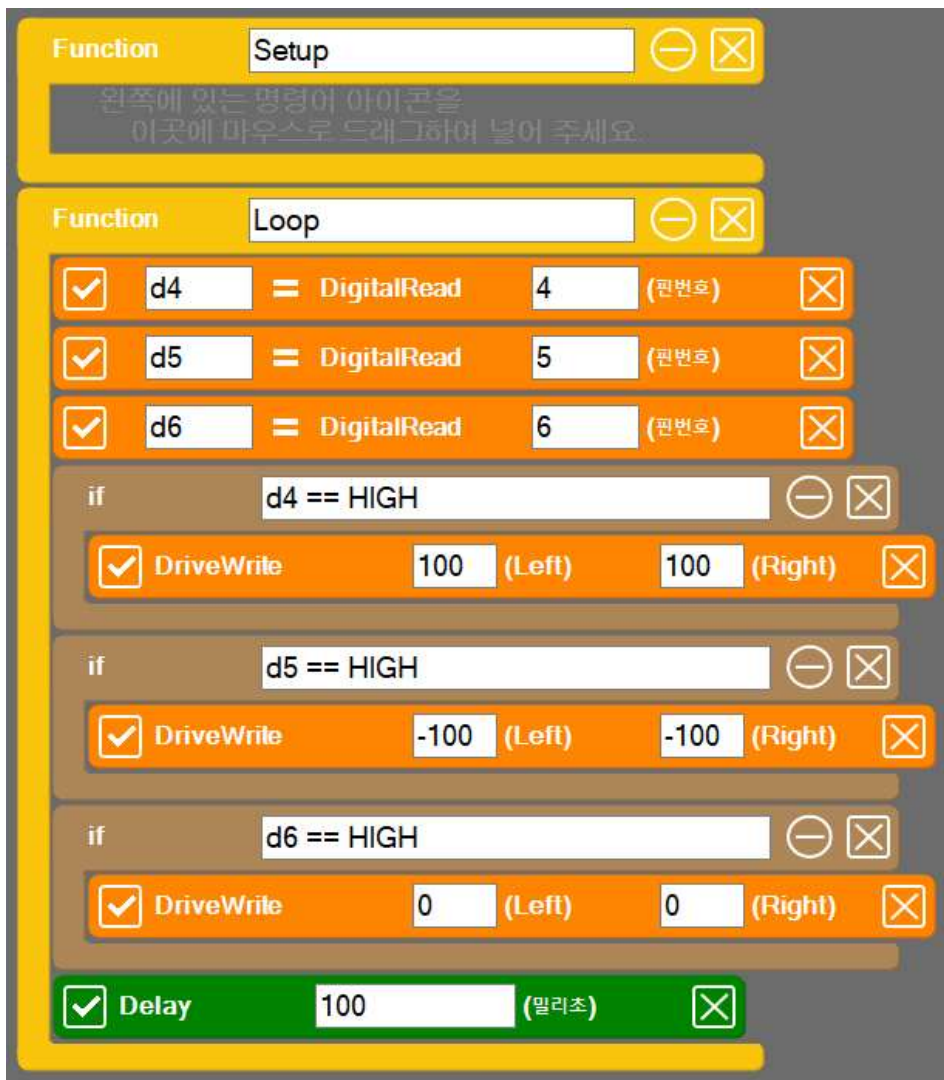 Function Setup
왼쪽에 있는 명령어 아이콘을
이곳에 마우스로 드래그하여 넣어 주세요.
Function Loop
d4 = DigitalRead 4 (핀번호)
d5 = DigitalRead 5 (핀번호)
d6 = DigitalRead 6 (핀번호)
if d4 == HIGH
DriveWrite 100 (Left) 100 (Right)
if d5 == HIGH
DriveWrite -100 (Left) -100 (Right)
if d6 == HIGH
DriveWrite 0 (Left) 0 (Right)
Delay 100 (밀리초)